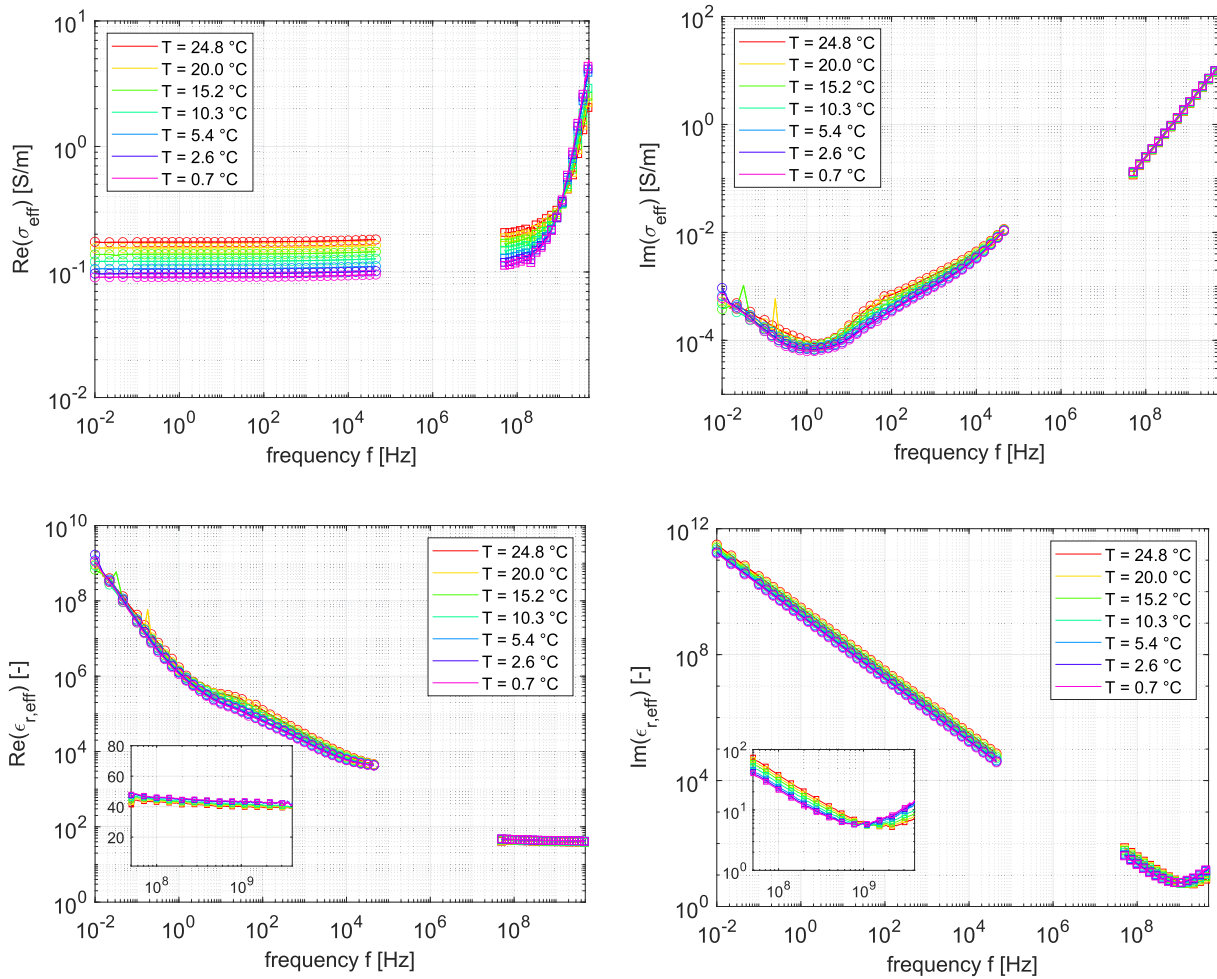 10^1
10^0
10^-1
10^-2
Re(σ_eff) [S/m]
T = 24.8 °C
T = 20.0 °C
T = 15.2 °C
T = 10.3 °C
T = 5.4 °C
T = 2.6 °C
T = 0.7 °C
10^-2 10^0 10^2 10^4 10^6 10^8
frequency f [Hz]
10^2
10^0
10^-2
10^-4
Im(σ_eff) [S/m]
T = 24.8 °C
T = 20.0 °C
T = 15.2 °C
T = 10.3 °C
T = 5.4 °C
T = 2.6 °C
T = 0.7 °C
10^-2 10^0 10^2 10^4 10^6 10^8
frequency f [Hz]
10^10
10^8
10^6
10^4
10^2
10^0
Re(ϵ_r,eff) [-]
T = 24.8 °C
T = 20.0 °C
T = 15.2 °C
T = 10.3 °C
T = 5.4 °C
T = 2.6 °C
T = 0.7 °C
80
60
40
20
10^8 10^9
10^-2 10^0 10^2 10^4 10^6 10^8
frequency f [Hz]
10^12
10^8
10^4
10^0
Im(ϵ_r,eff) [-]
T = 24.8 °C
T = 20.0 °C
T = 15.2 °C
T = 10.3 °C
T = 5.4 °C
T = 2.6 °C
T = 0.7 °C
10^2
10^1
10^0
10^8 10^9
10^-2 10^0 10^2 10^4 10^6 10^8
frequency f [Hz]